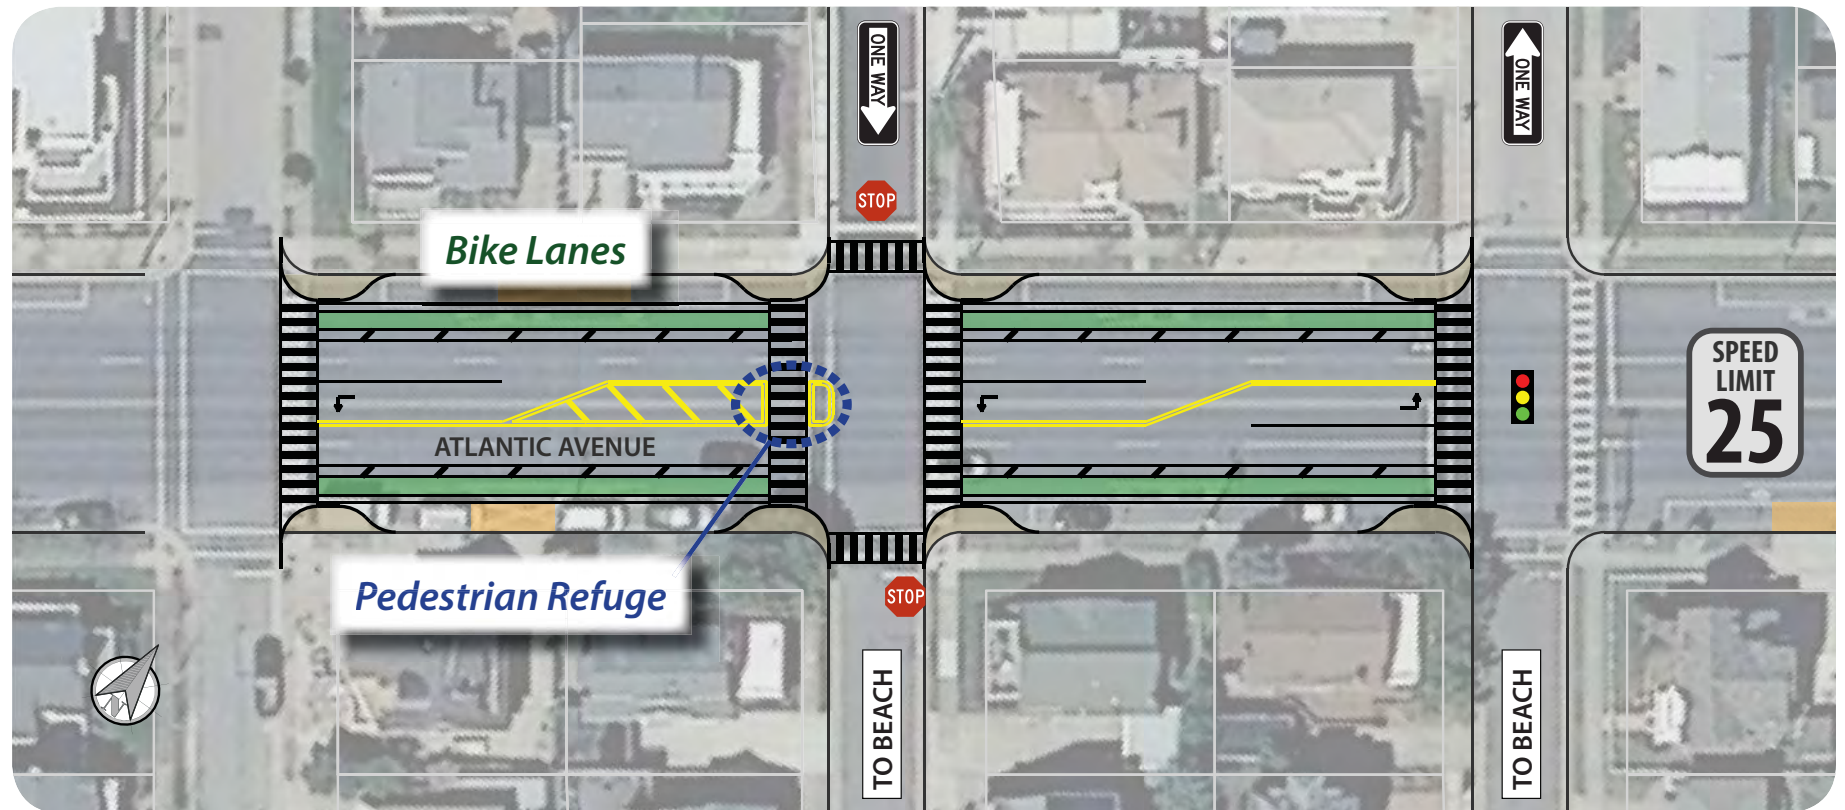 ONE WAY
ONE WAY
STOP
Bike Lanes
SPEED
LIMIT
25
ATLANTIC AVENUE
Pedestrian Refuge
STOP
TO BEACH
TO BEACH